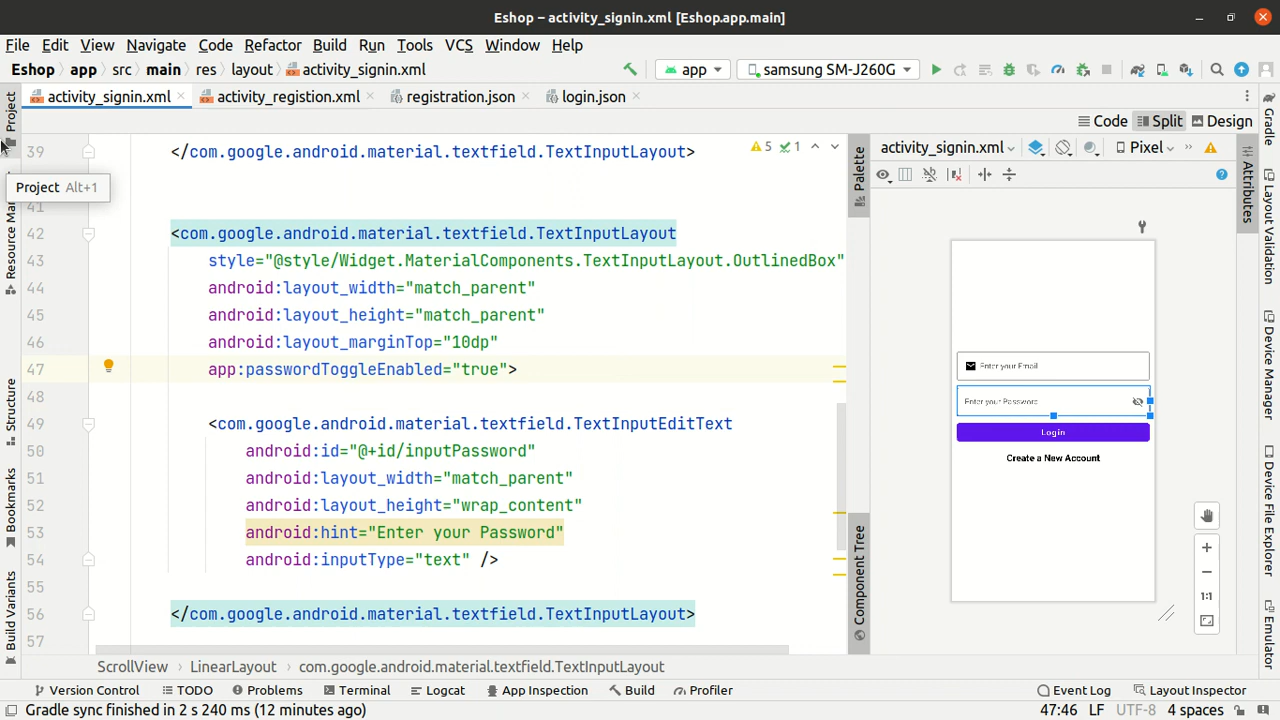 Eshop – activity_signin.xml [Eshop.app.main]
File Edit View Navigate Code Refactor Build Run Tools VCS Window Help
Eshop app src main res layout activity_signin.xml app samsung SM-J260G
activity_signin.xml activity_registion.xml registration.json login.json
Code Split Design
Project
Project Alt+1
Structure
Bookmarks
Build Variants
39 </com.google.android.material.textfield.TextInputLayout>
5 1
41
42 <com.google.android.material.textfield.TextInputLayout
43 style="@style/Widget.MaterialComponents.TextInputLayout.OutlinedBox"
44 android:layout_width="match_parent"
45 android:layout_height="match_parent"
46 android:layout_marginTop="10dp"
47 app:passwordToggleEnabled="true">
48
49 <com.google.android.material.textfield.TextInputEditText
50 android:id="@+id/inputPassword"
51 android:layout_width="match_parent"
52 android:layout_height="wrap_content"
53 android:hint="Enter your Password"
54 android:inputType="text" />
55
56 </com.google.android.material.textfield.TextInputLayout>
57
Palette
Component Tree
activity_signin.xml Pixel
Enter your Email
Enter your Password
Login
Create a New Account
1:1
Attributes
Gradle
Layout Validation
Device Manager
Device File Explorer
Emulator
ScrollView LinearLayout com.google.android.material.textfield.TextInputLayout
Version Control TODO Problems Terminal Logcat App Inspection Build Profiler Event Log Layout Inspector
Gradle sync finished in 2 s 240 ms (12 minutes ago) 47:46 LF UTF-8 4 spaces